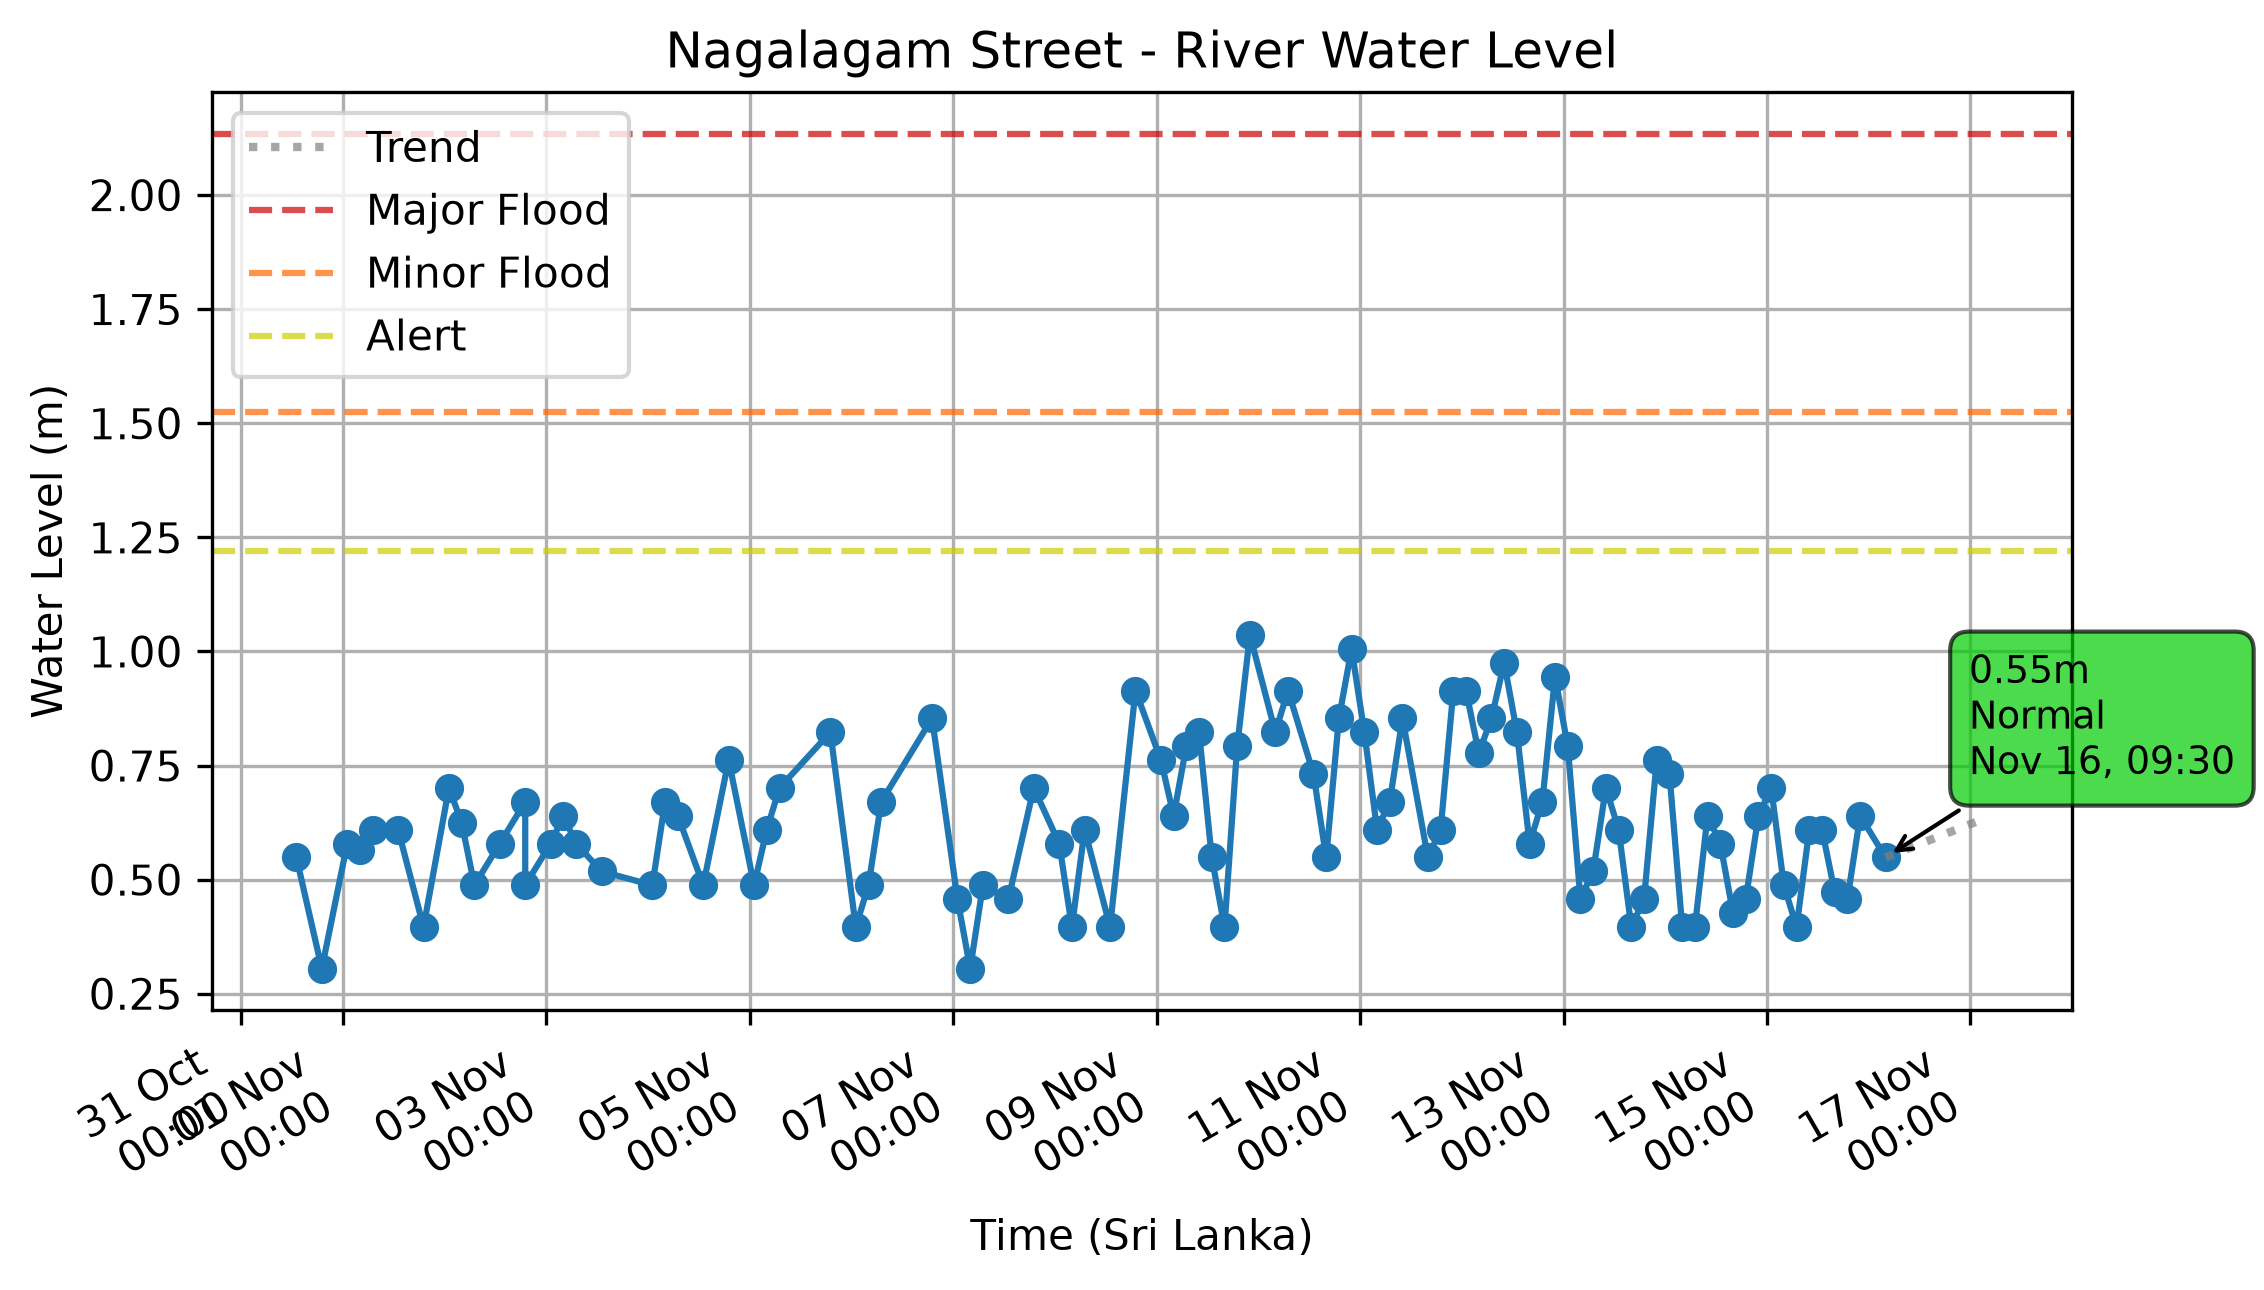 Nagalagam Street - River Water Level
Trend
Major Flood
Minor Flood
Alert
2.00
1.75
1.50
1.25
1.00
0.75
0.50
0.25
Water Level (m)
0.55m
Normal
Nov 16, 09:30
31 Oct
00:00
01 Nov
00:00
03 Nov
00:00
05 Nov
00:00
07 Nov
00:00
09 Nov
00:00
11 Nov
00:00
13 Nov
00:00
15 Nov
00:00
17 Nov
00:00
Time (Sri Lanka)